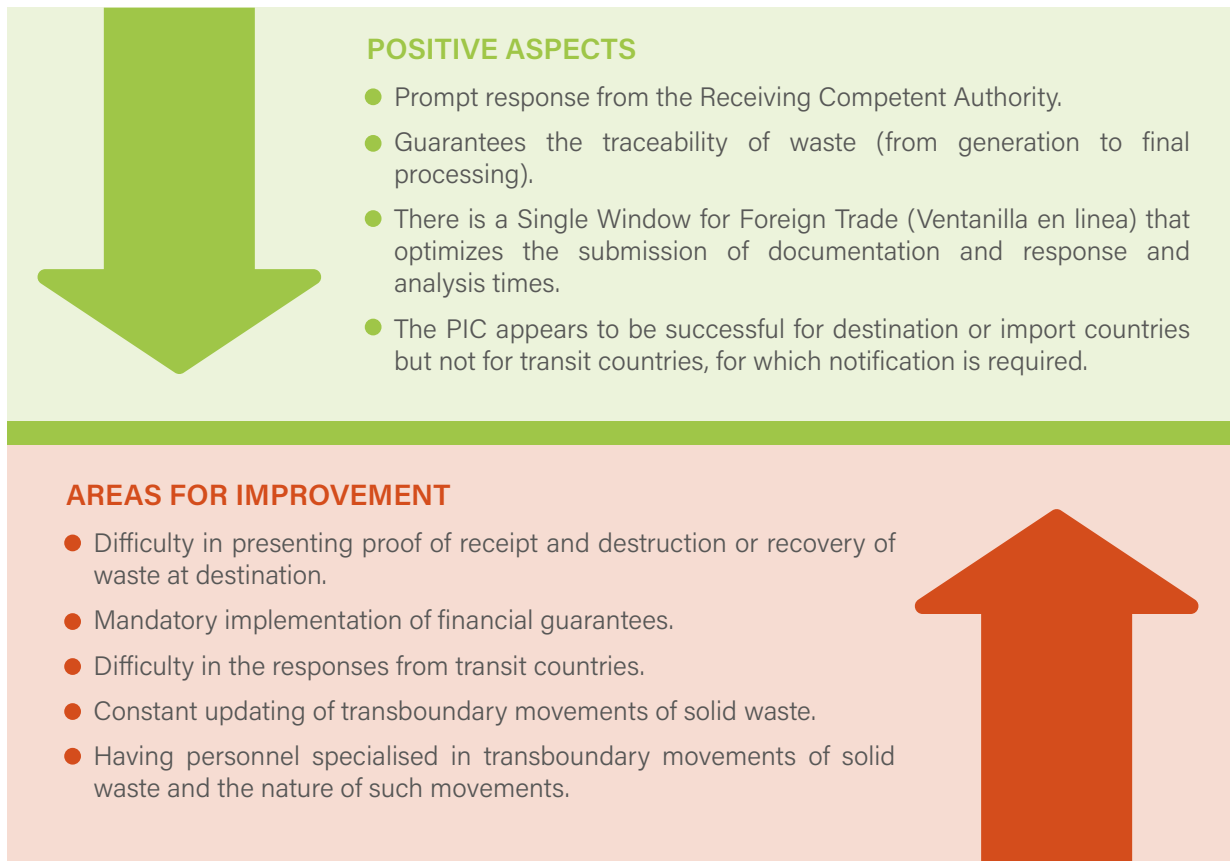 POSITIVE ASPECTS
Prompt response from the Receiving Competent Authority.
Guarantees the traceability of waste (from generation to final
processing).
There is a Single Window for Foreign Trade (Ventanilla en linea) that
optimizes the submission of documentation and response and
analysis times.
The PIC appears to be successful for destination or import countries
but not for transit countries, for which notification is required.
AREAS FOR IMPROVEMENT
Difficulty in presenting proof of receipt and destruction or recovery of
waste at destination.
Mandatory implementation of financial guarantees.
Difficulty in the responses from transit countries.
Constant updating of transboundary movements of solid waste.
Having personnel specialised in transboundary movements of solid
waste and the nature of such movements.